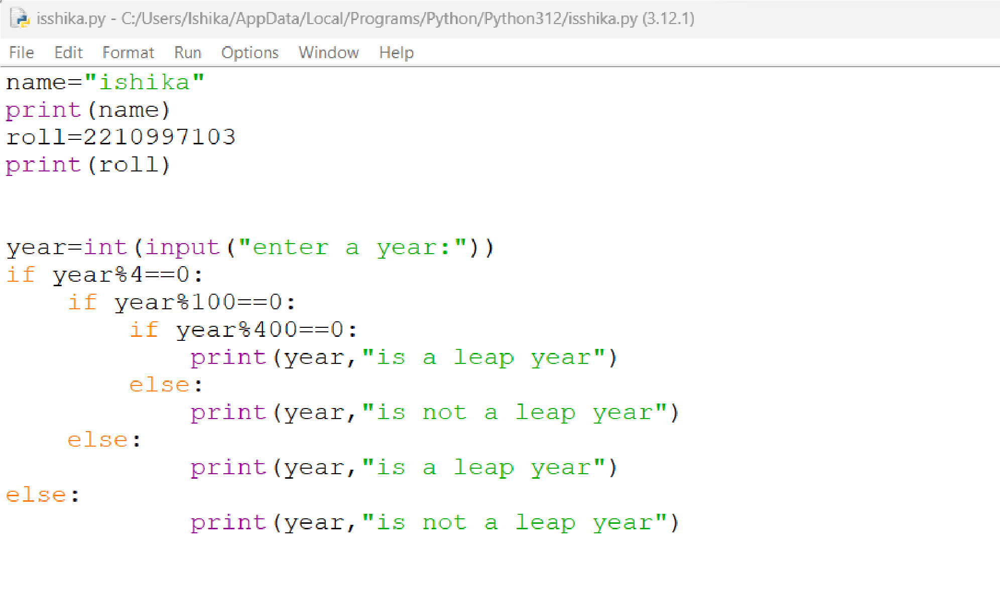 isshika.py - C:/Users/Ishika/AppData/Local/Programs/Python/Python312/isshika.py (3.12.1)
File Edit Format Run Options Window Help
name="ishika"
print(name)
roll=2210997103
print(roll)
year=int(input("enter a year:"))
if year%4==0:
    if year%100==0:
        if year%400==0:
            print(year,"is a leap year")
        else:
            print(year,"is not a leap year")
    else:
            print(year,"is a leap year")
else:
            print(year,"is not a leap year")